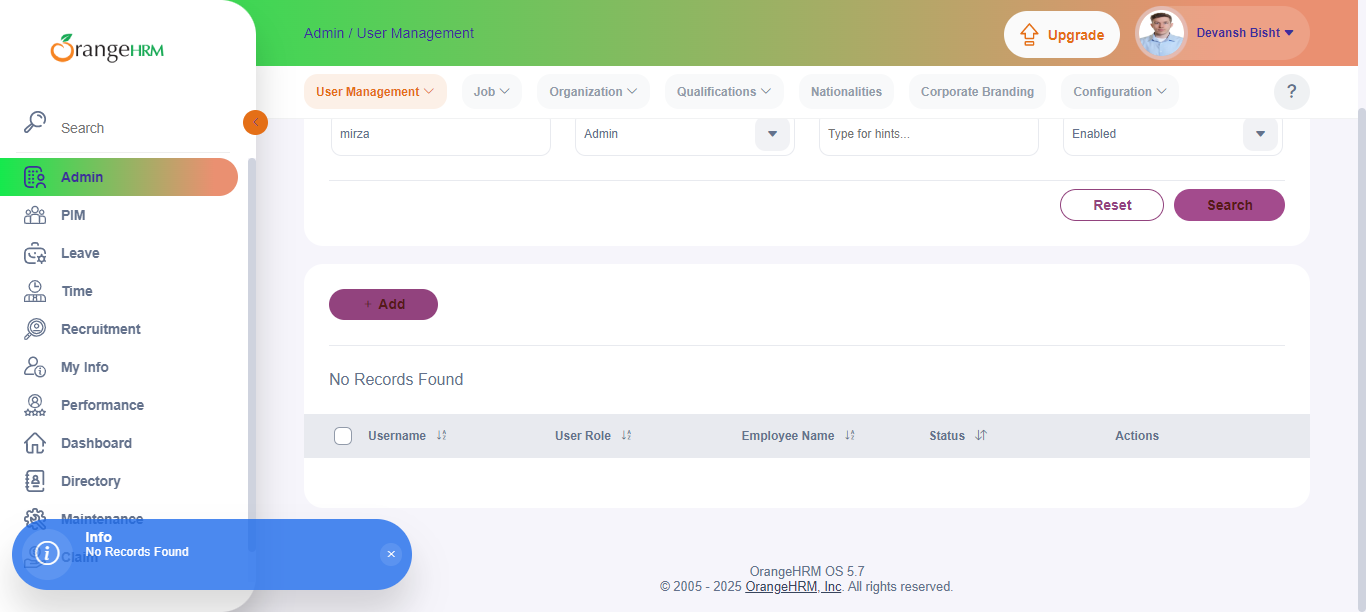 OrangeHRM
Search
Admin
PIM
Leave
Time
Recruitment
My Info
Performance
Dashboard
Directory
Maintenance
Claim
Info
No Records Found
Admin / User Management
Upgrade
Devansh Bisht
User Management
Job
Organization
Qualifications
Nationalities
Corporate Branding
Configuration
?
mirza
Admin
Type for hints...
Enabled
Reset
Search
+ Add
No Records Found
Username
User Role
Employee Name
Status
Actions
OrangeHRM OS 5.7
© 2005 - 2025 OrangeHRM, Inc. All rights reserved.